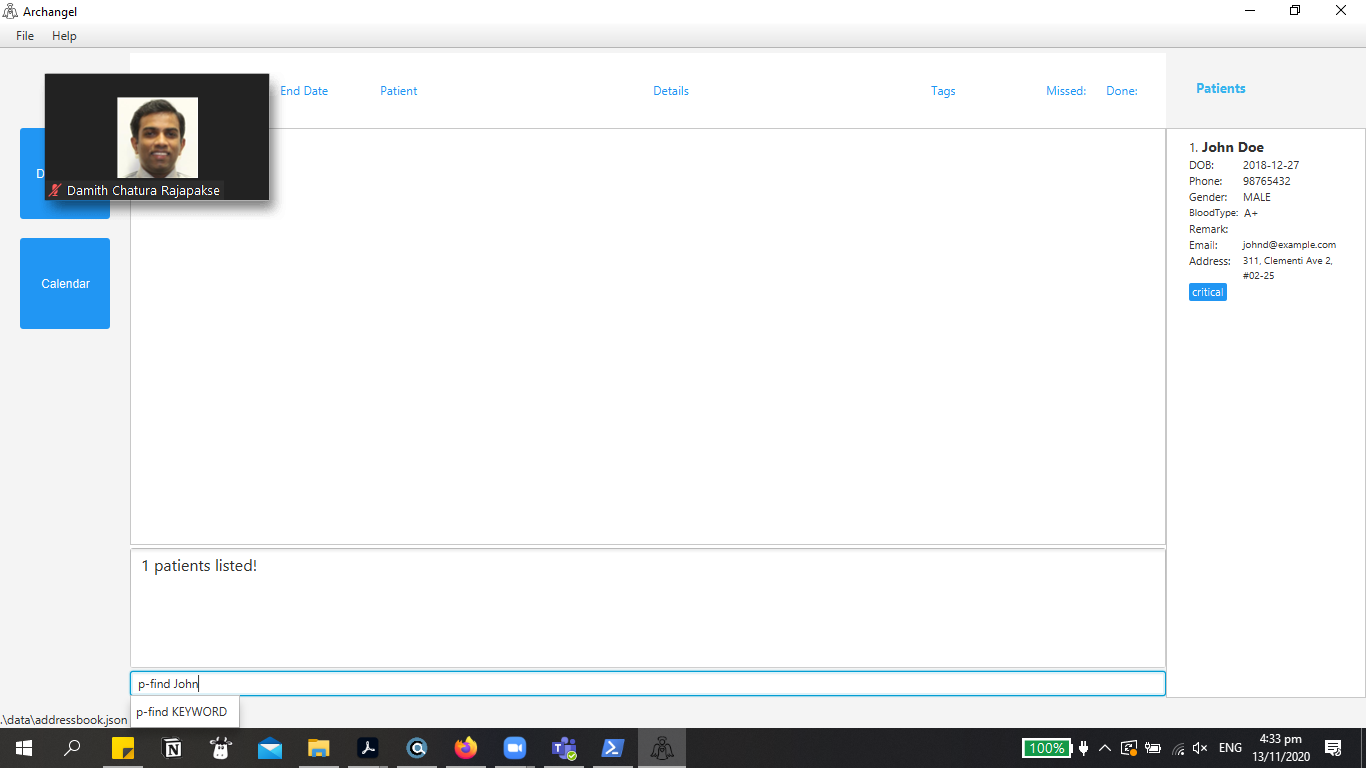 Archangel
File Help
End Date Patient Details Tags Missed: Done:
Patients
Damith Chatura Rajapakse
D
Calendar
1. John Doe
DOB: 2018-12-27
Phone: 98765432
Gender: MALE
BloodType: A+
Remark:
Email: johnd@example.com
Address: 311, Clementi Ave 2,
#02-25
critical
1 patients listed!
p-find John
p-find KEYWORD
.\data\addressbook.json
100%
ENG
4:33 pm
13/11/2020